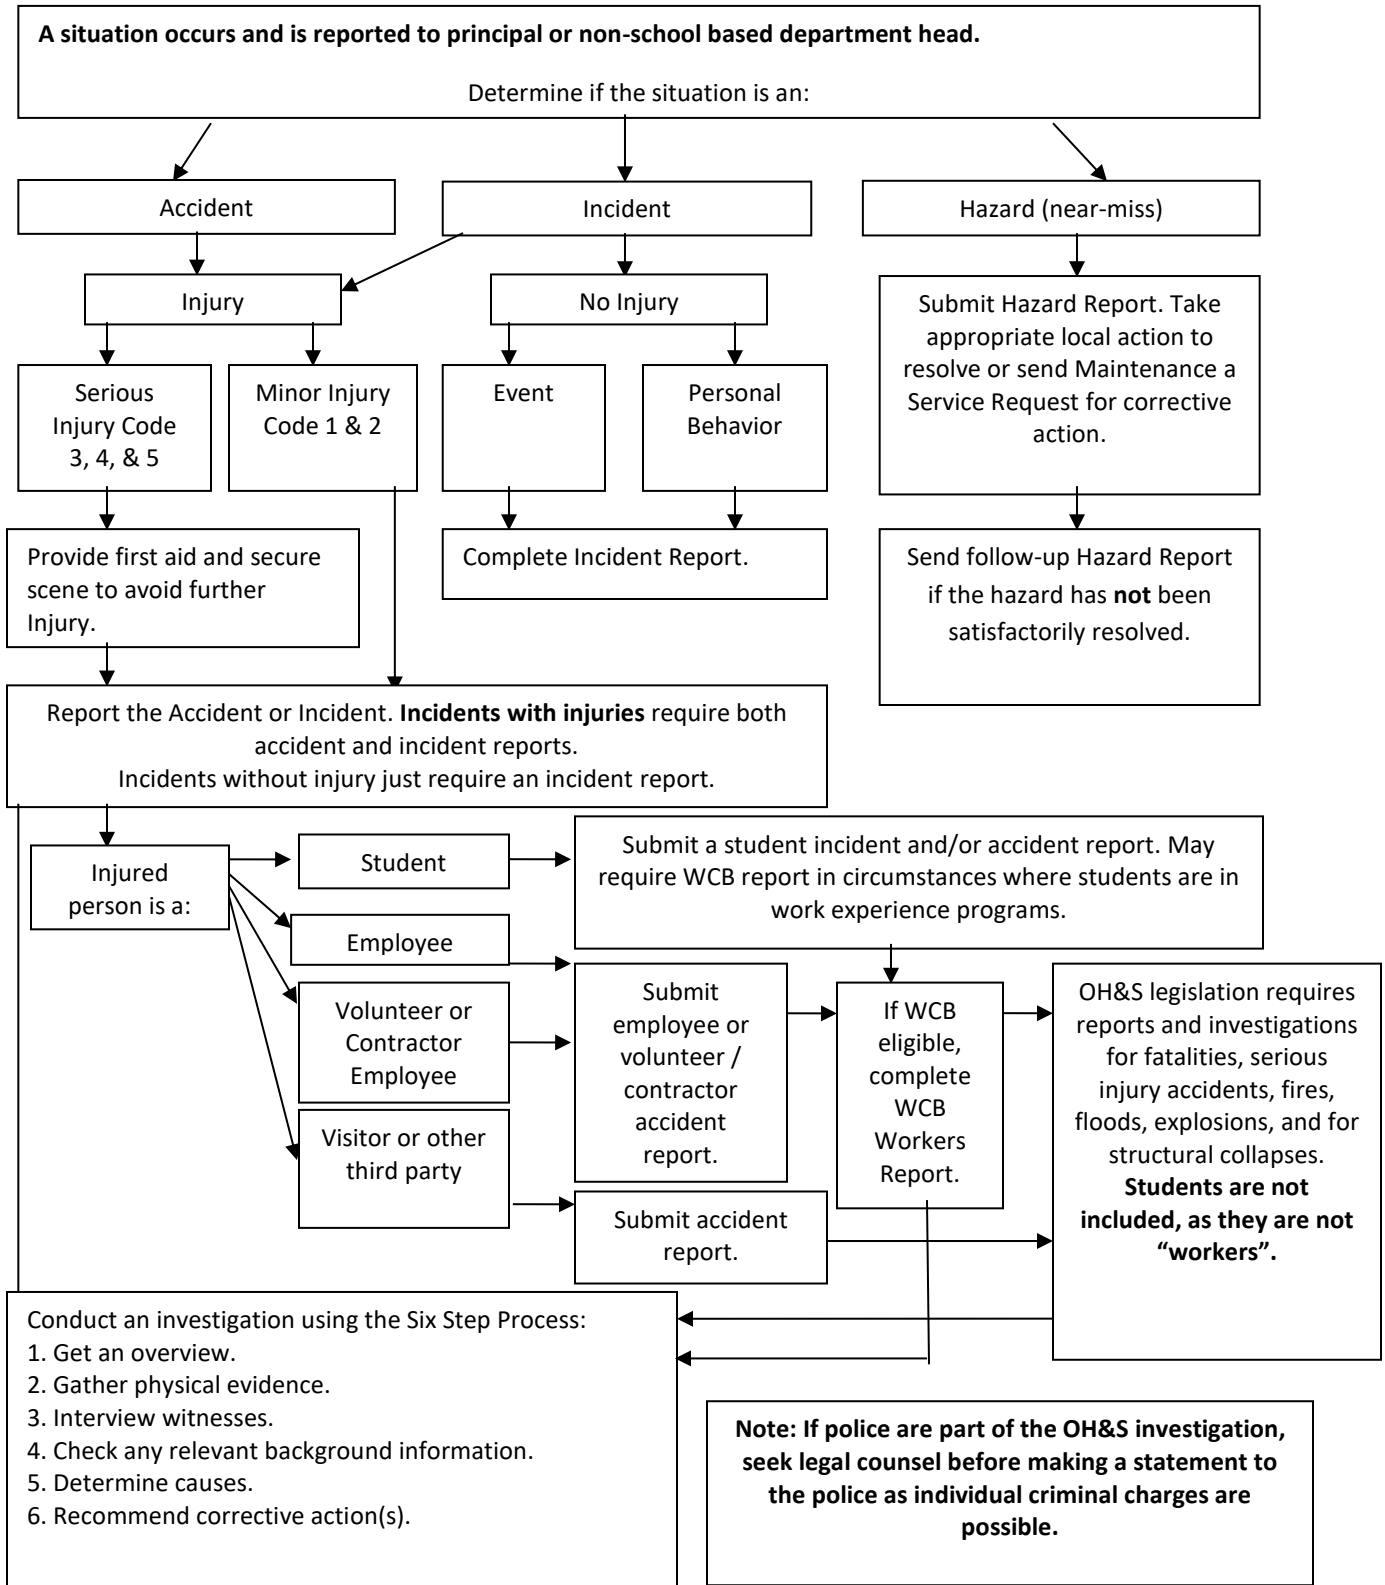 A situation occurs and is reported to principal or non-school based department head.
Determine if the situation is an:
Accident
Incident
Hazard (near-miss)
Injury
No Injury
Submit Hazard Report. Take
appropriate local action to
resolve or send Maintenance a
Service Request for corrective
action.
Serious
Injury Code
3, 4, & 5
Minor Injury
Code 1 & 2
Event
Personal
Behavior
Provide first aid and secure
scene to avoid further
Injury.
Complete Incident Report.
Send follow-up Hazard Report
if the hazard has not been
satisfactorily resolved.
Report the Accident or Incident. Incidents with injuries require both
accident and incident reports.
Incidents without injury just require an incident report.
Injured
person is a:
Student
Submit a student incident and/or accident report. May
require WCB report in circumstances where students are in
work experience programs.
Employee
Volunteer or
Contractor
Employee
Visitor or other
third party
Submit
employee or
volunteer /
contractor
accident
report.
Submit accident
report.
If WCB
eligible,
complete
WCB
Workers
Report.
OH&S legislation requires
reports and investigations
for fatalities, serious
injury accidents, fires,
floods, explosions, and for
structural collapses.
Students are not
included, as they are not
“workers”.
Conduct an investigation using the Six Step Process:
1. Get an overview.
2. Gather physical evidence.
3. Interview witnesses.
4. Check any relevant background information.
5. Determine causes.
6. Recommend corrective action(s).
Note: If police are part of the OH&S investigation,
seek legal counsel before making a statement to
the police as individual criminal charges are
possible.